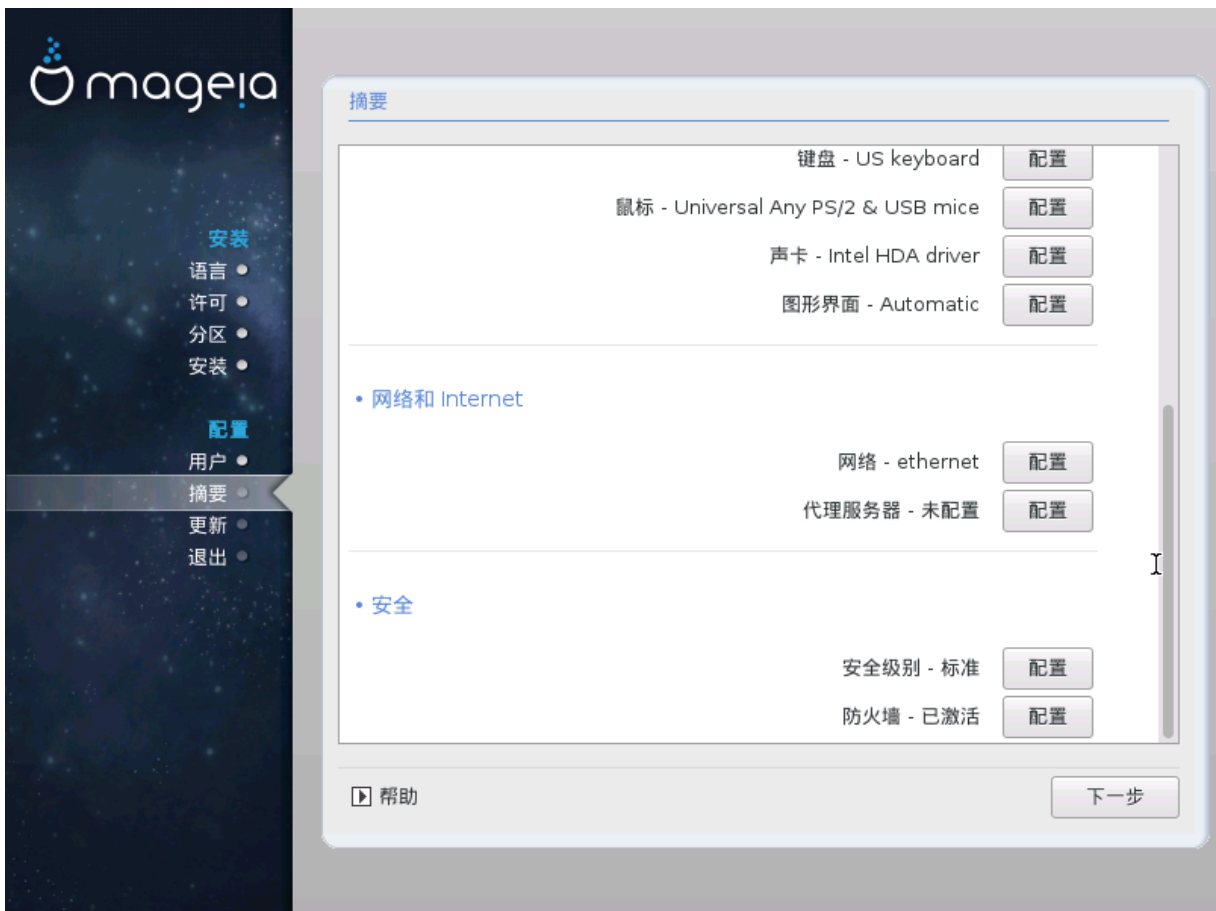 mageia
安装
语言
许可
分区
安装
配置
用户
摘要
更新
退出
摘要
键盘 - US keyboard 配置
鼠标 - Universal Any PS/2 & USB mice 配置
声卡 - Intel HDA driver 配置
图形界面 - Automatic 配置
• 网络和 Internet
网络 - ethernet 配置
代理服务器 - 未配置 配置
• 安全
安全级别 - 标准 配置
防火墙 - 已激活 配置
帮助 下一步